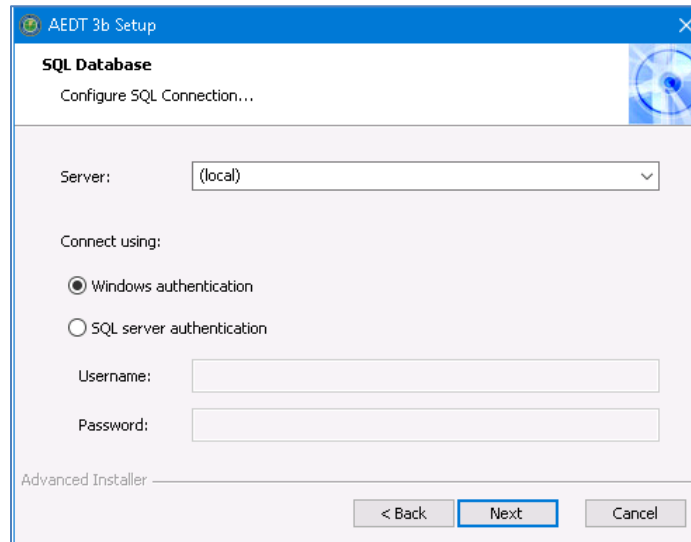 AEDT 3b Setup
SQL Database
Configure SQL Connection...
Server: (local)
Connect using:
Windows authentication
SQL server authentication
Username:
Password:
Advanced Installer
< Back Next Cancel